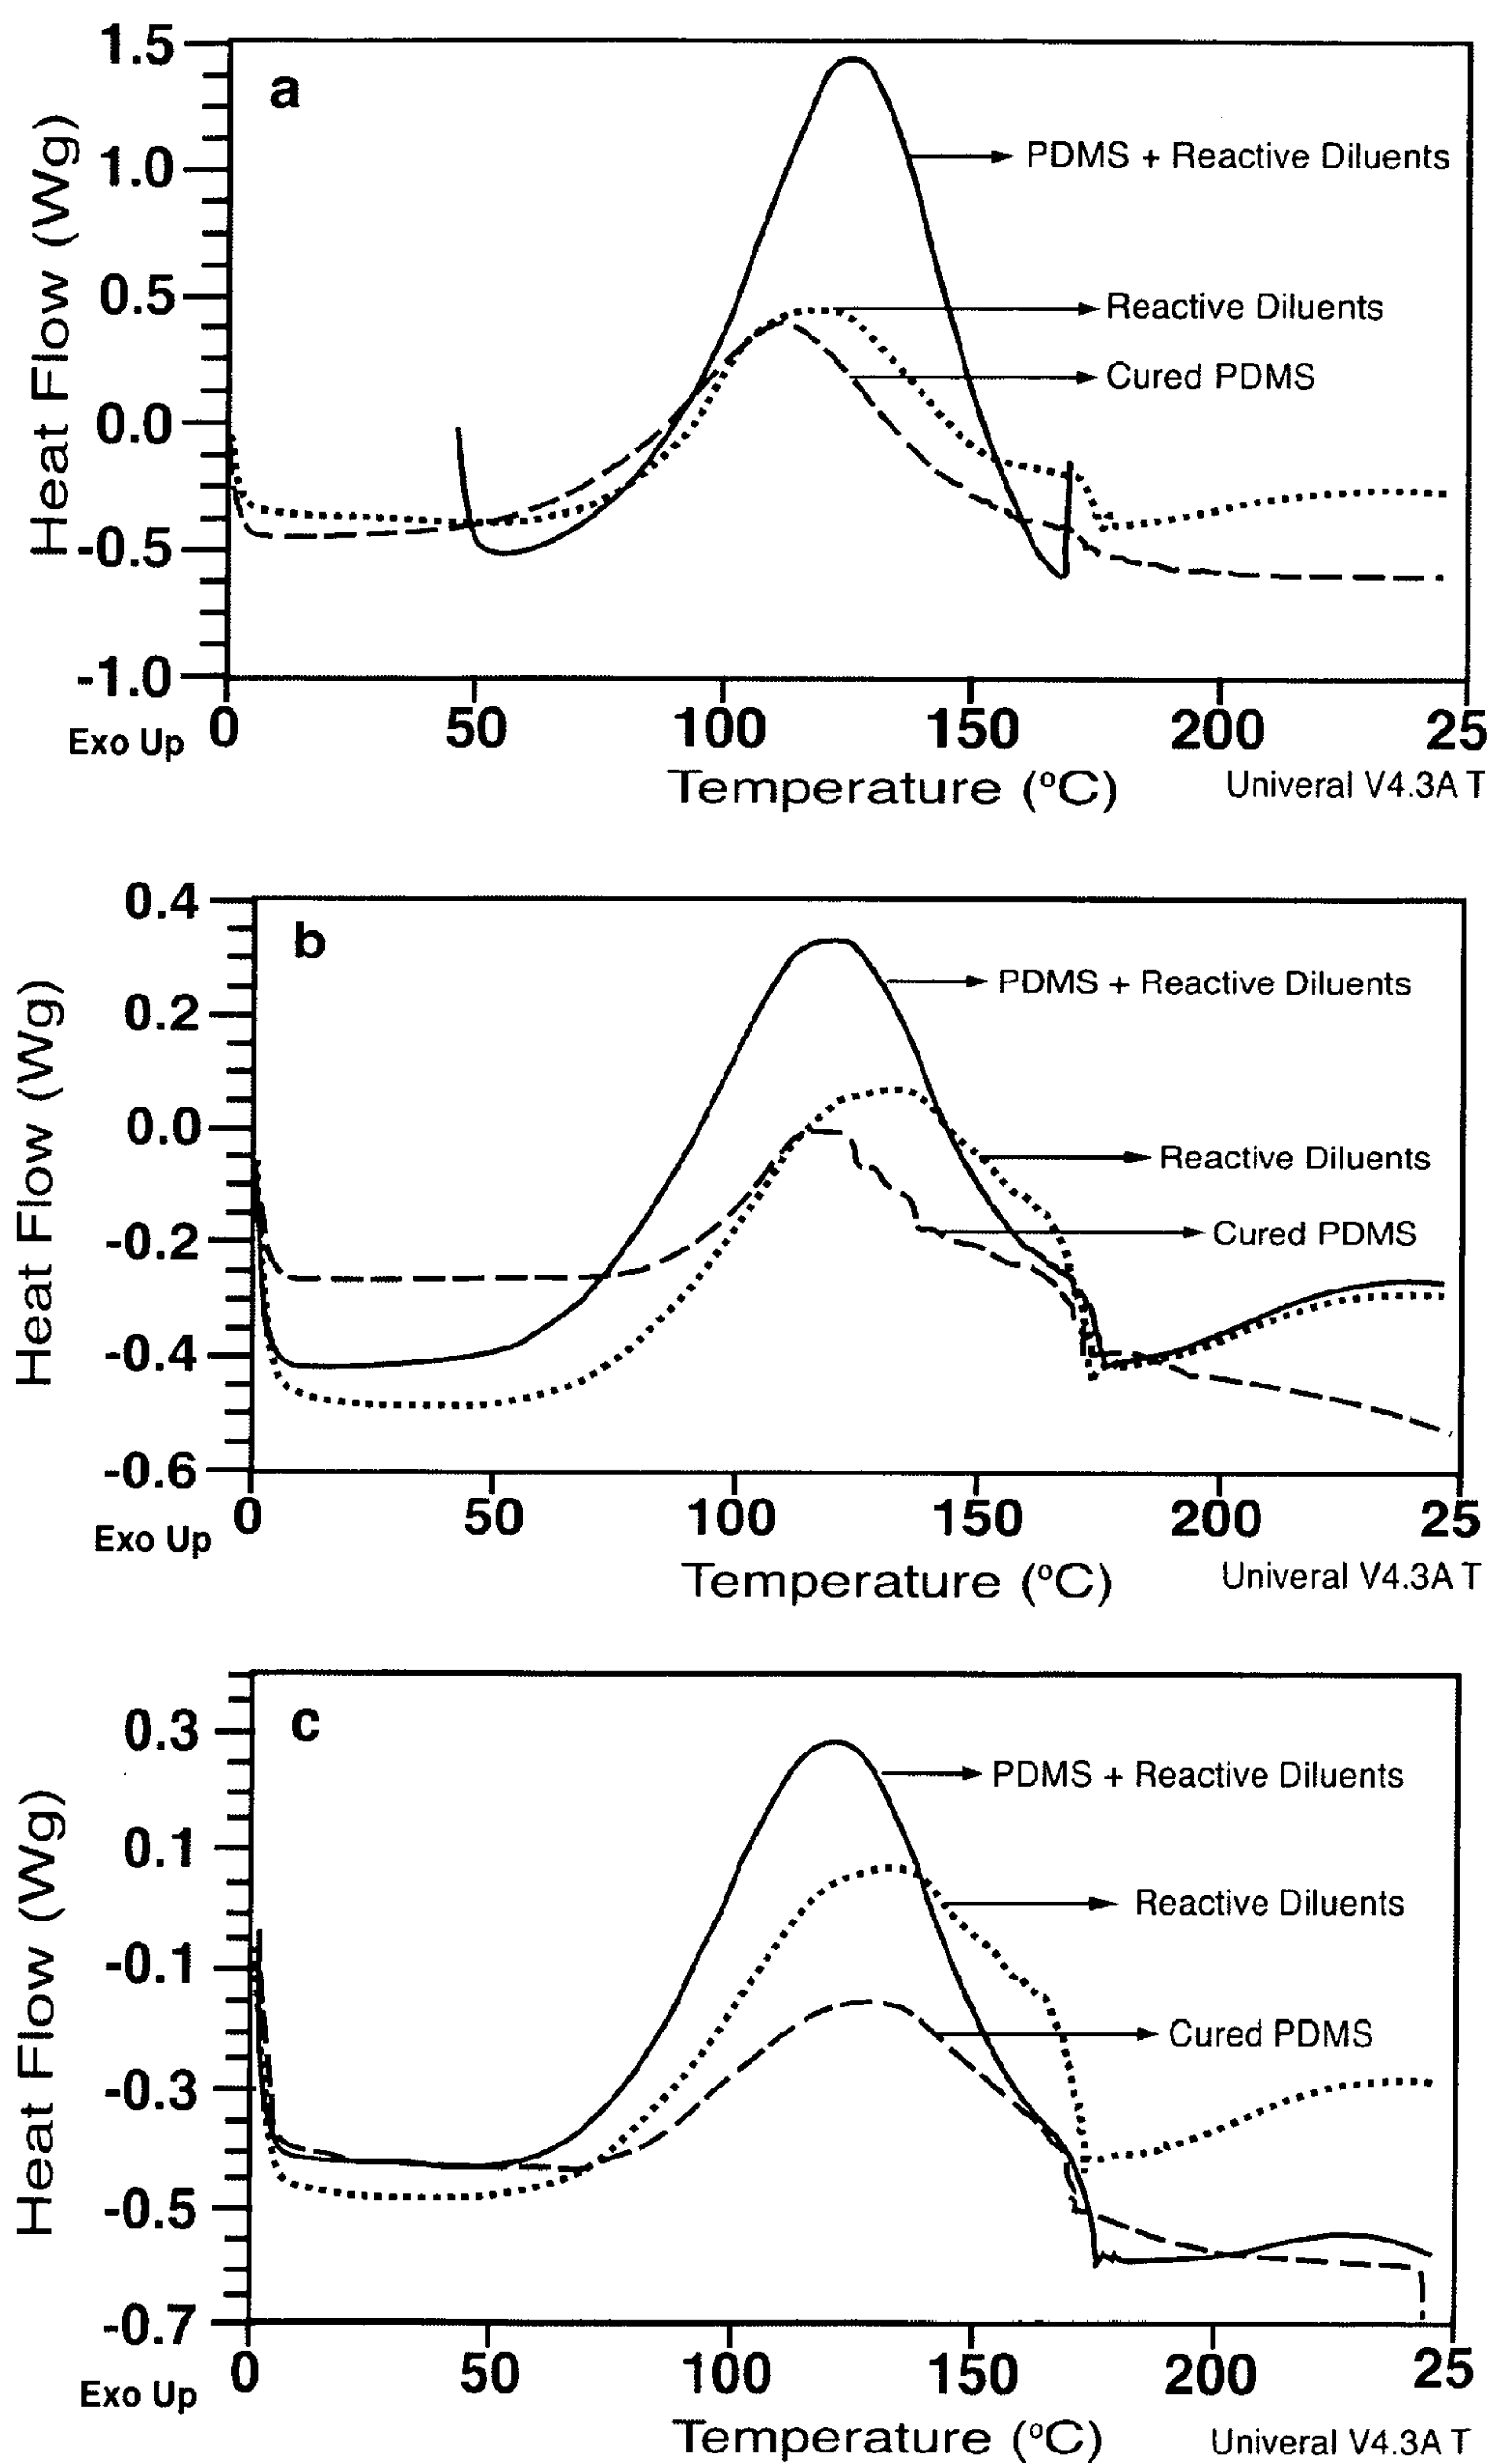 a
1.5
1.0
0.5
0.0
-0.5
-1.0
Heat Flow (Wg)
PDMS + Reactive Diluents
Reactive Diluents
Cured PDMS
0 50 100 150 200 25
Exo Up
Temperature (°C)
Univeral V4.3A T
b
0.4
0.2
0.0
-0.2
-0.4
-0.6
Heat Flow (Wg)
PDMS + Reactive Diluents
Reactive Diluents
Cured PDMS
0 50 100 150 200 25
Exo Up
Temperature (°C)
Univeral V4.3A T
c
0.3
0.1
-0.1
-0.3
-0.5
-0.7
Heat Flow (Wg)
PDMS + Reactive Diluents
Reactive Diluents
Cured PDMS
0 50 100 150 200 25
Exo Up
Temperature (°C)
Univeral V4.3A T